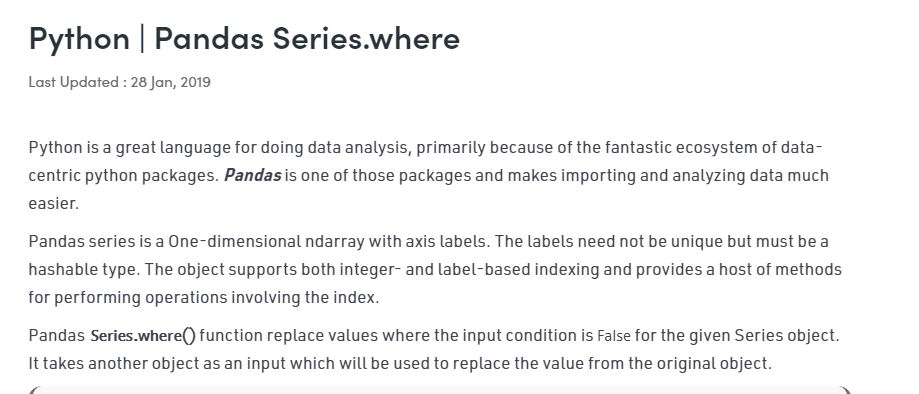 Python | Pandas Series.where
Last Updated : 28 Jan, 2019
Python is a great language for doing data analysis, primarily because of the fantastic ecosystem of data-
centric python packages. Pandas is one of those packages and makes importing and analyzing data much
easier.
Pandas series is a One-dimensional ndarray with axis labels. The labels need not be unique but must be a
hashable type. The object supports both integer- and label-based indexing and provides a host of methods
for performing operations involving the index.
Pandas Series.where() function replace values where the input condition is False for the given Series object.
It takes another object as an input which will be used to replace the value from the original object.